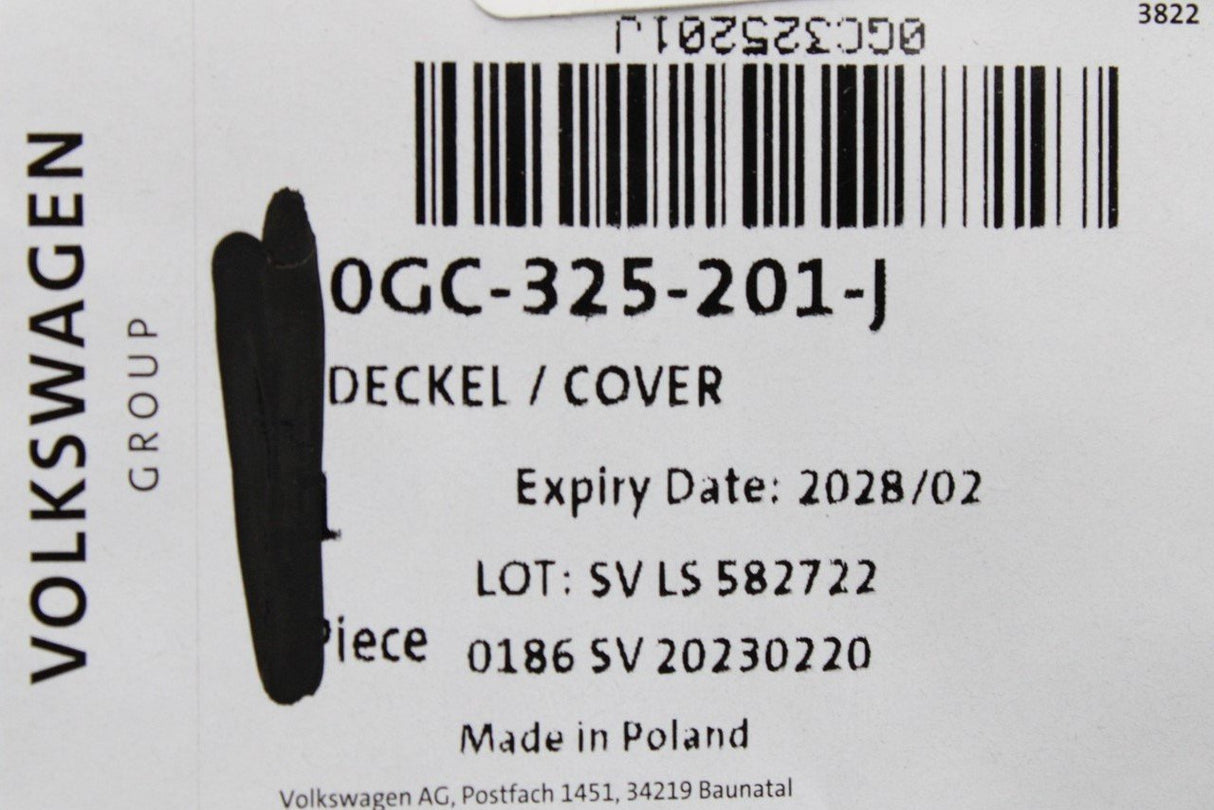 3822
0GC325201J
0GC-325-201-J
DECKEL / COVER
Expiry Date: 2028/02
LOT: SV LS 582722
Piece
0186 SV 20230220
Made in Poland
Volkswagen AG, Postfach 1451, 34219 Baunatal
VOLKSWAGEN
GROUP